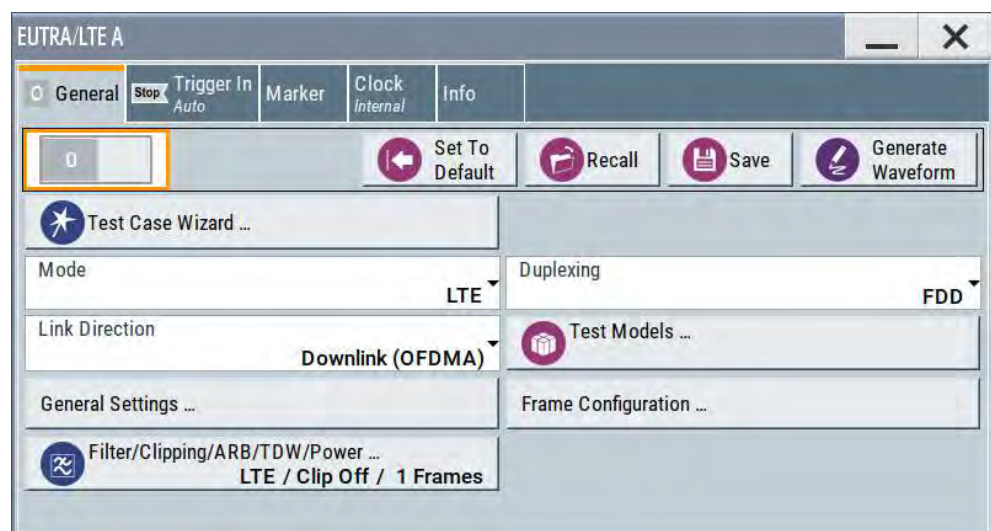 EUTRA/LTE A
0 General
Stop
Trigger In
Auto
Marker
Clock
Internal
Info
0
Set To
Default
Recall
Save
Generate
Waveform
Test Case Wizard ...
Mode
LTE
Duplexing
FDD
Link Direction
Downlink (OFDMA)
Test Models ...
General Settings ...
Frame Configuration ...
Filter/Clipping/ARB/TDW/Power ...
LTE / Clip Off / 1 Frames